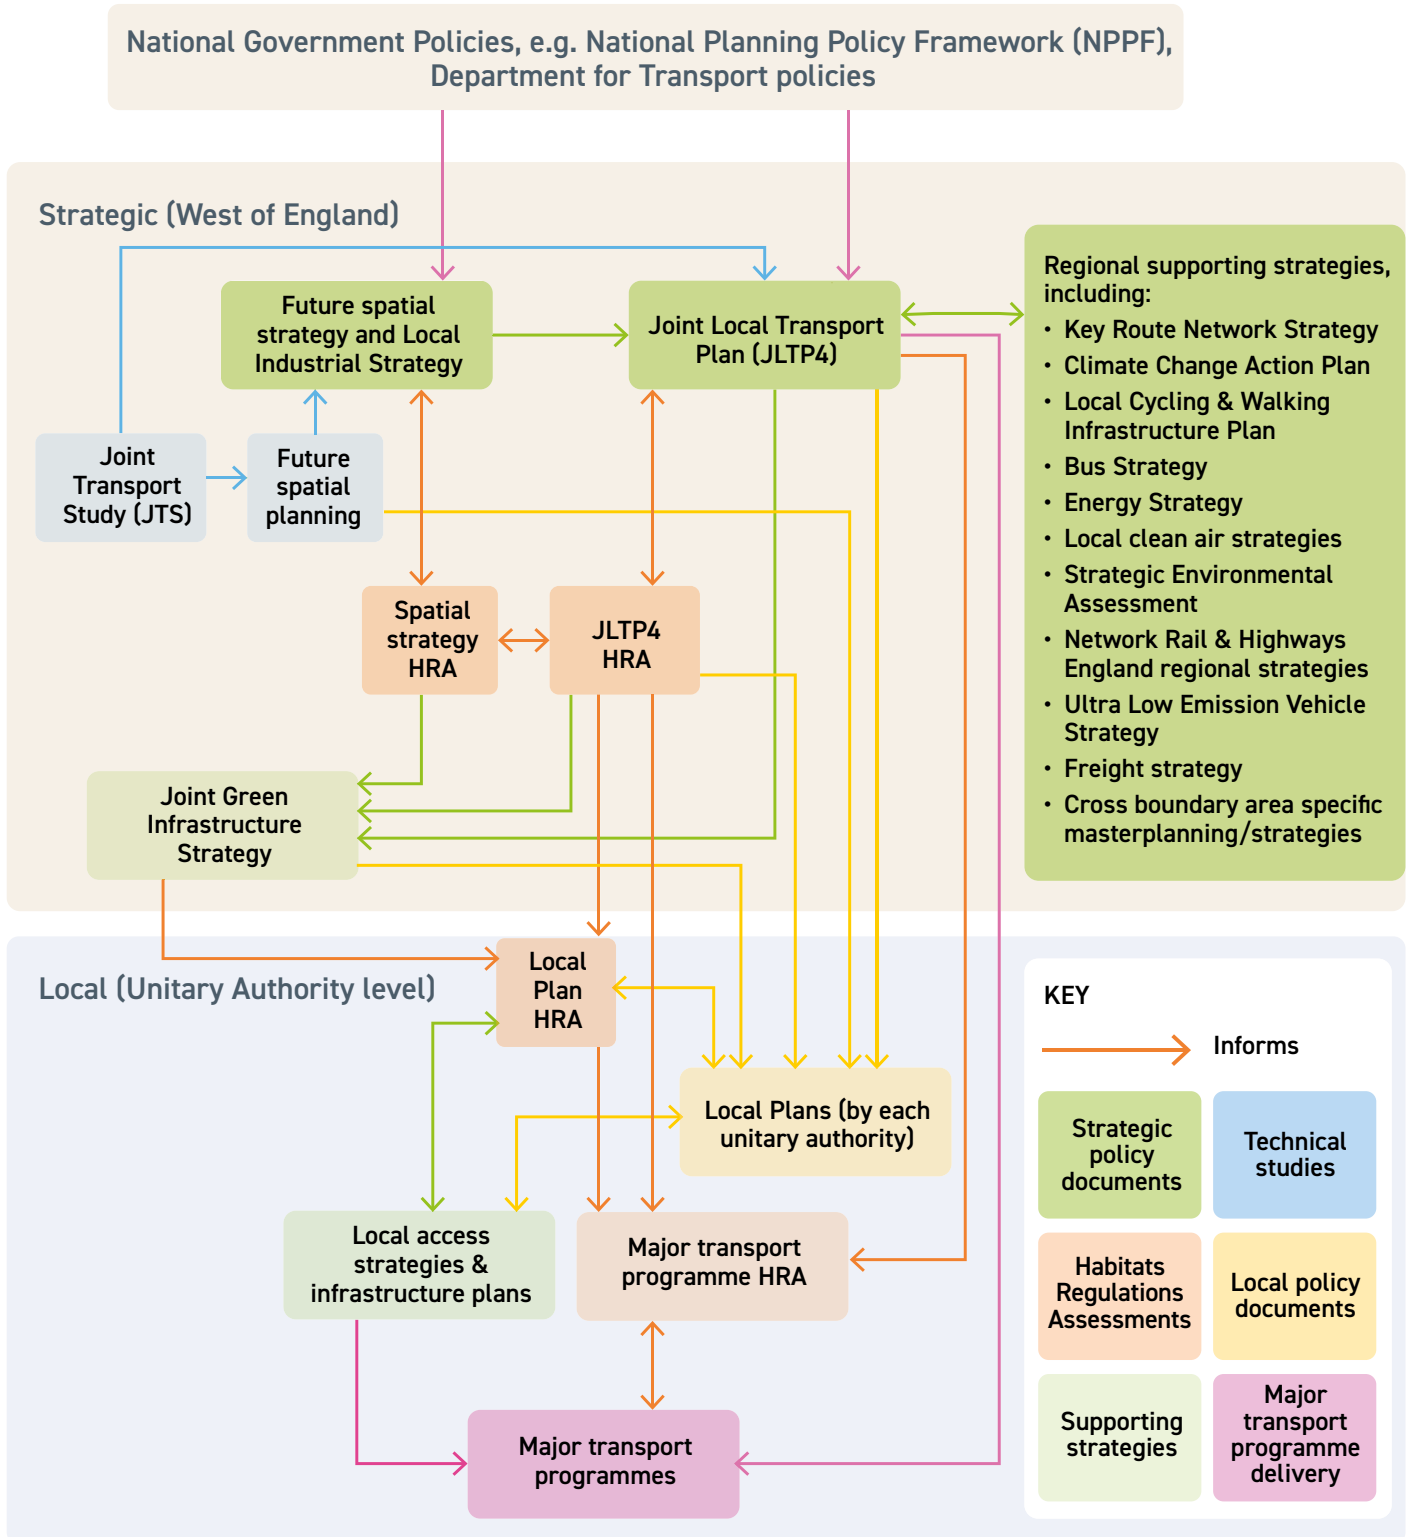 National Government Policies, e.g. National Planning Policy Framework (NPPF),
Department for Transport policies
Strategic (West of England)
Future spatial
strategy and Local
Industrial Strategy
Joint Local Transport
Plan (JLTP4)
Regional supporting strategies,
including:
• Key Route Network Strategy
• Climate Change Action Plan
• Local Cycling & Walking
Infrastructure Plan
• Bus Strategy
• Energy Strategy
• Local clean air strategies
• Strategic Environmental
Assessment
• Network Rail & Highways
England regional strategies
• Ultra Low Emission Vehicle
Strategy
• Freight strategy
• Cross boundary area specific
masterplanning/strategies
Joint
Transport
Study (JTS)
Future
spatial
planning
Spatial
strategy
HRA
JLTP4
HRA
Joint Green
Infrastructure
Strategy
Local (Unitary Authority level)
Local
Plan
HRA
Local Plans (by each
unitary authority)
Local access
strategies &
infrastructure plans
Major transport
programme HRA
Major transport
programmes
KEY
Informs
Strategic
policy
documents
Technical
studies
Habitats
Regulations
Assessments
Local policy
documents
Supporting
strategies
Major
transport
programme
delivery